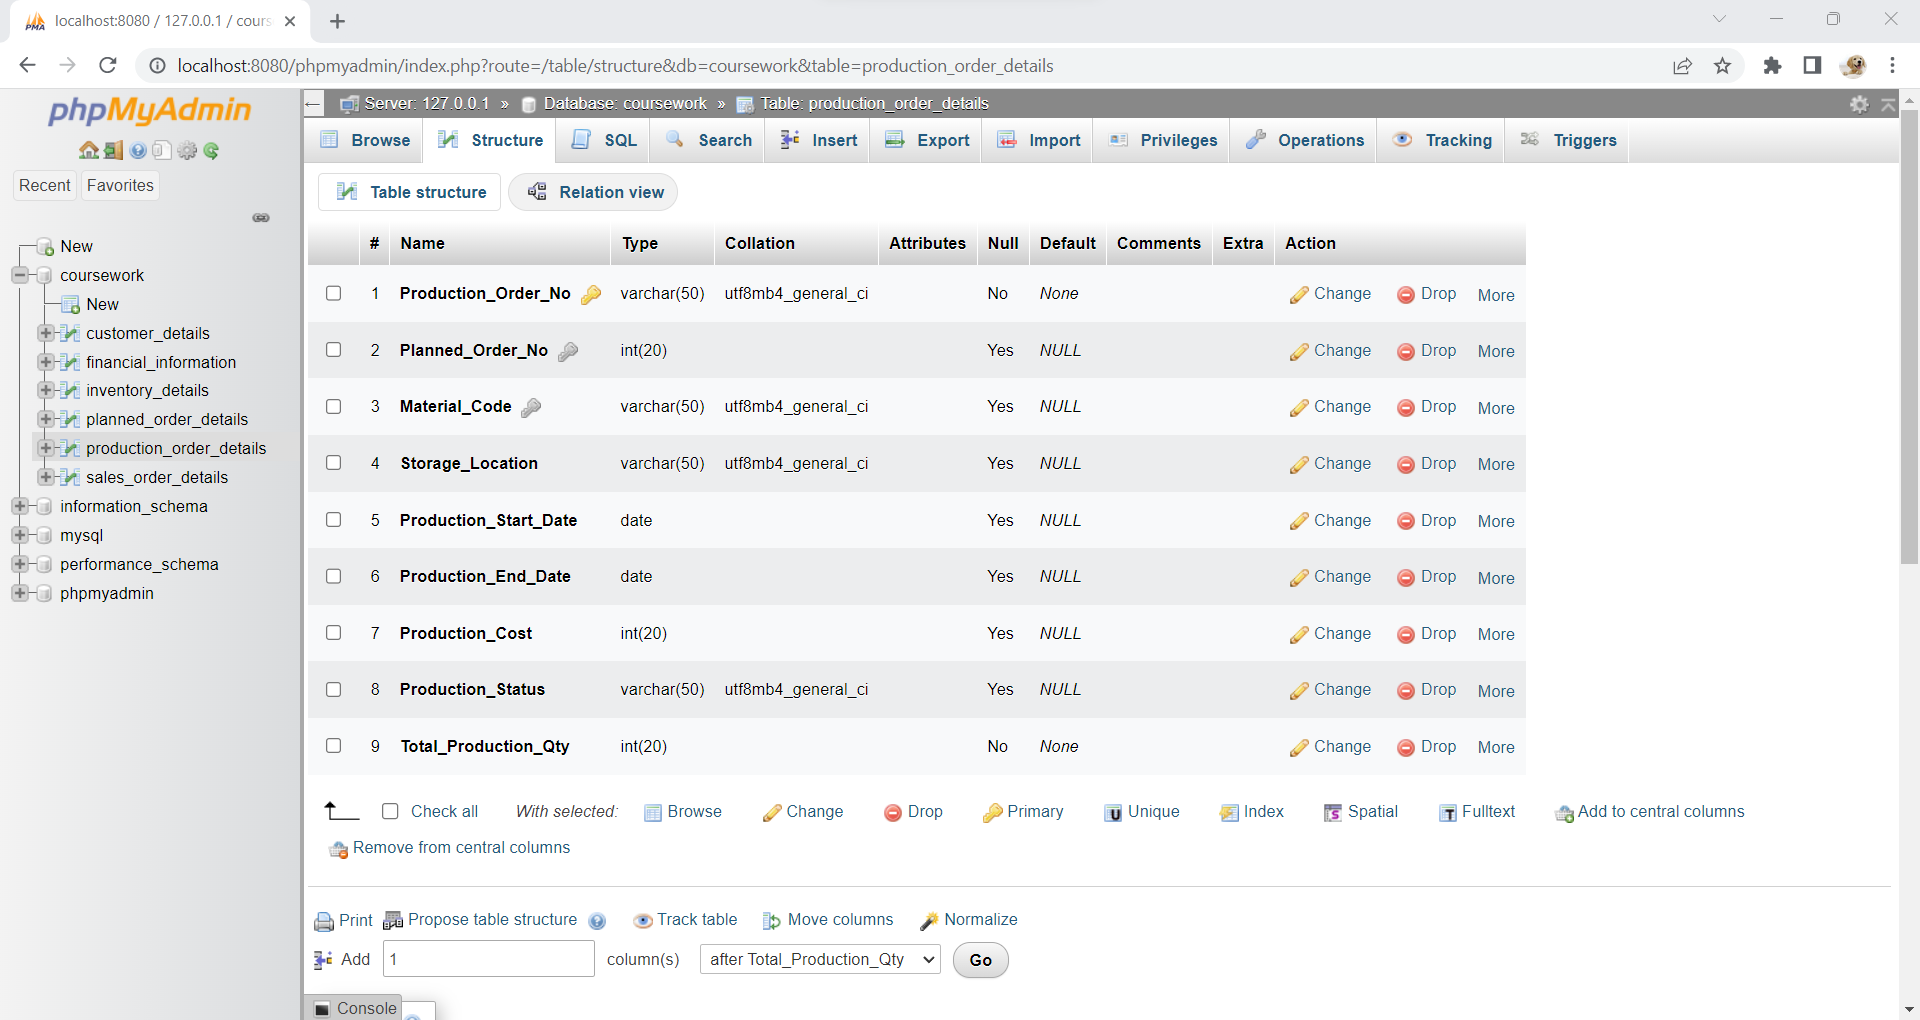 localhost:8080 / 127.0.0.1 / cours
localhost:8080/phpmyadmin/index.php?route=/table/structure&db=coursework&table=production_order_details
phpMyAdmin
Recent Favorites
New
coursework
New
customer_details
financial_information
inventory_details
planned_order_details
production_order_details
sales_order_details
information_schema
mysql
performance_schema
phpmyadmin
Server: 127.0.0.1 » Database: coursework » Table: production_order_details
Browse Structure SQL Search Insert Export Import Privileges Operations Tracking Triggers
Table structure Relation view
# Name Type Collation Attributes Null Default Comments Extra Action
1 Production_Order_No varchar(50) utf8mb4_general_ci No None Change Drop More
2 Planned_Order_No int(20) Yes NULL Change Drop More
3 Material_Code varchar(50) utf8mb4_general_ci Yes NULL Change Drop More
4 Storage_Location varchar(50) utf8mb4_general_ci Yes NULL Change Drop More
5 Production_Start_Date date Yes NULL Change Drop More
6 Production_End_Date date Yes NULL Change Drop More
7 Production_Cost int(20) Yes NULL Change Drop More
8 Production_Status varchar(50) utf8mb4_general_ci Yes NULL Change Drop More
9 Total_Production_Qty int(20) No None Change Drop More
Check all With selected: Browse Change Drop Primary Unique Index Spatial Fulltext Add to central columns
Remove from central columns
Print Propose table structure Track table Move columns Normalize
Add 1 column(s) after Total_Production_Qty Go
Console